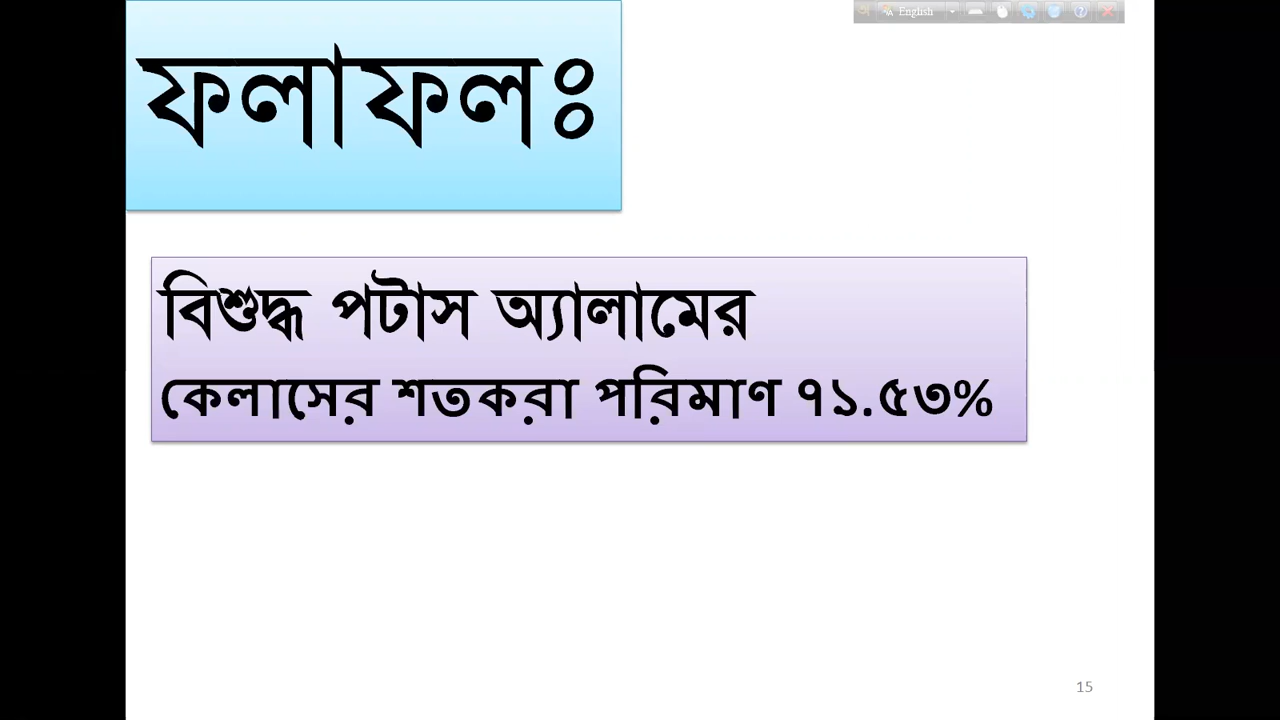 English
ফলাফলঃ
বিশুদ্ধ পটাস অ্যালামের
কেলাসের শতকরা পরিমাণ ৭১.৫৩%
15